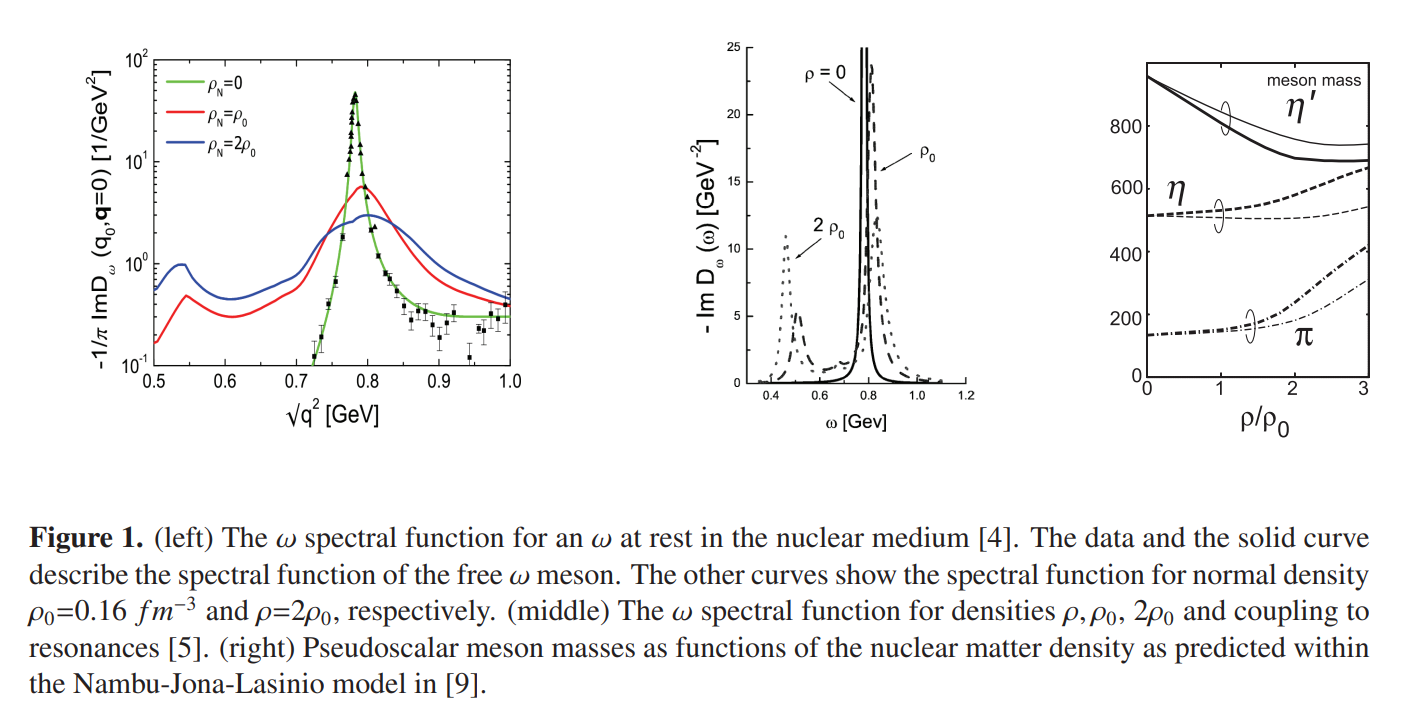 10²
10¹
10⁰
10⁻¹
-1/π ImD_ω (q₀,q=0) [1/GeV²]
ρ_N=0
ρ_N=ρ₀
ρ_N=2ρ₀
0.5 0.6 0.7 0.8 0.9 1.0
√q² [GeV]
25
20
15
10
5
0
- Im D_ω (ω) [GeV⁻²]
ρ = 0
ρ₀
2 ρ₀
0.4 0.6 0.8 1.0 1.2
ω [Gev]
meson mass
η′
η
π
800
600
400
200
0
0 1 2 3
ρ/ρ₀
Figure 1. (left) The ω spectral function for an ω at rest in the nuclear medium [4]. The data and the solid curve
describe the spectral function of the free ω meson. The other curves show the spectral function for normal density
ρ₀=0.16 fm⁻³ and ρ=2ρ₀, respectively. (middle) The ω spectral function for densities ρ,ρ₀, 2ρ₀ and coupling to
resonances [5]. (right) Pseudoscalar meson masses as functions of the nuclear matter density as predicted within
the Nambu-Jona-Lasinio model in [9].